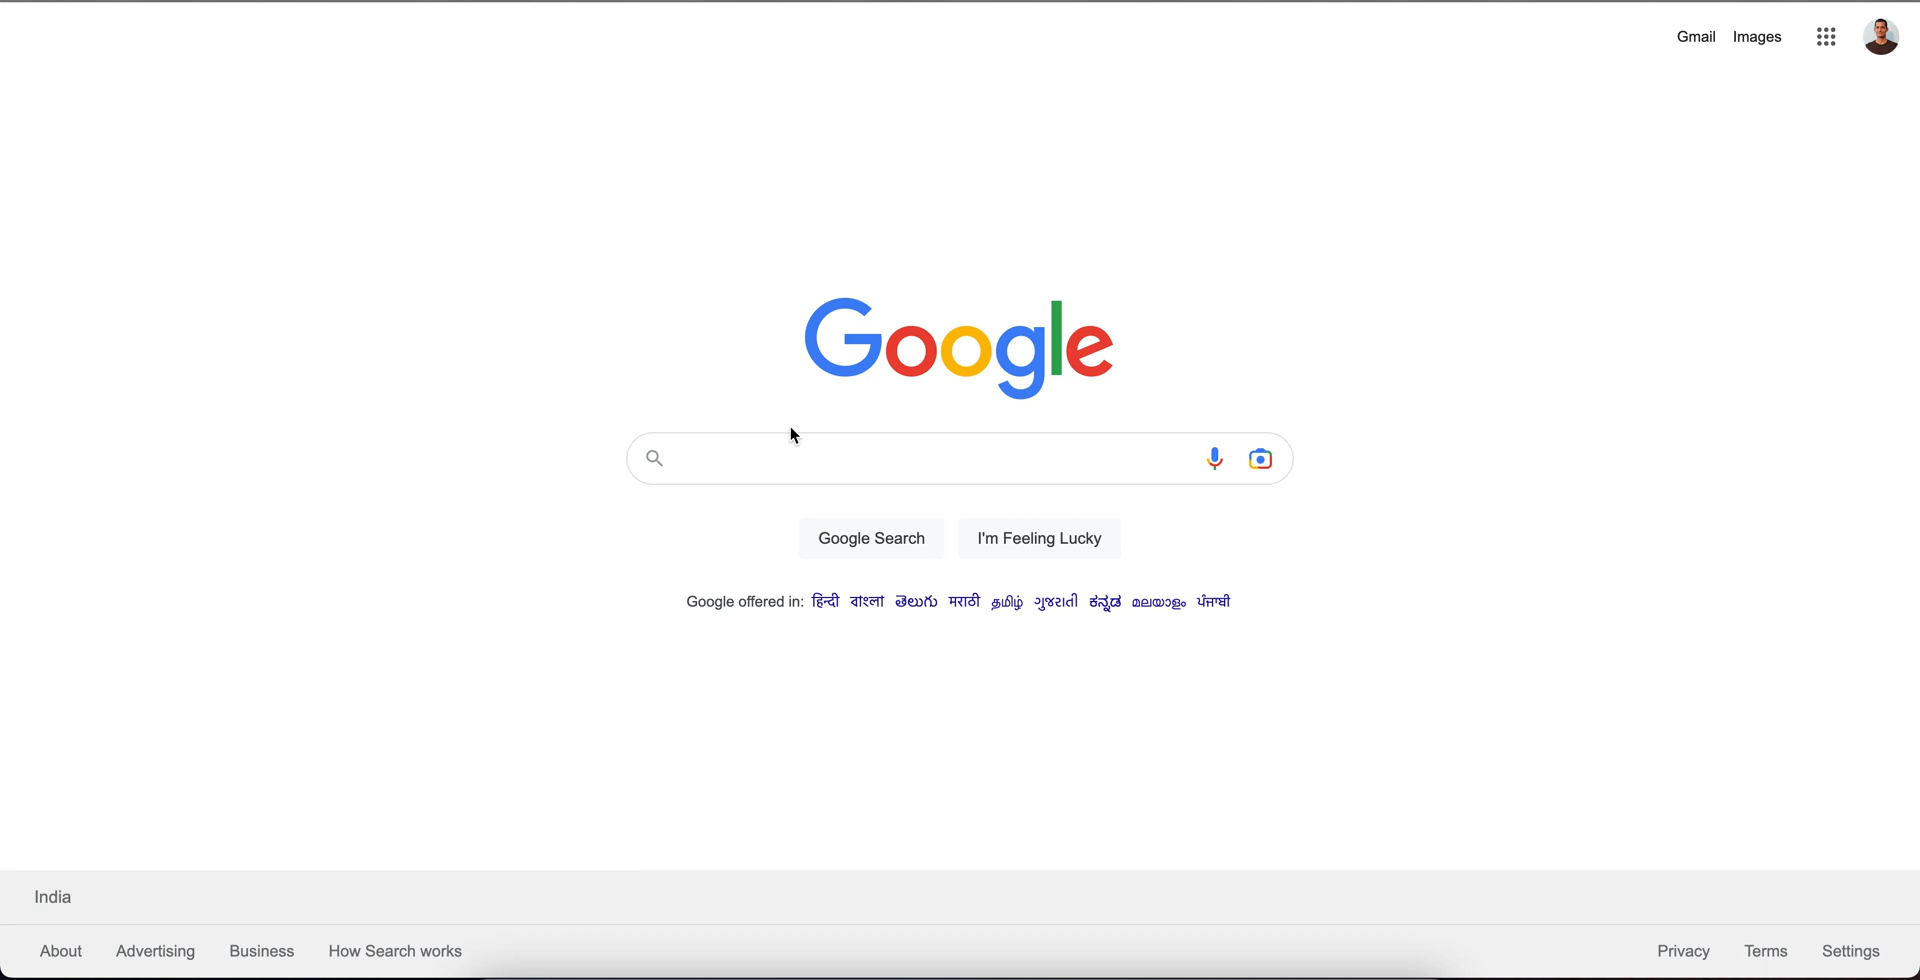 Gmail Images
Google
Google Search I'm Feeling Lucky
Google offered in: हिन्दी বাংলা తెలుగు मराठी தமிழ் ગુજરાતી ಕನ್ನಡ മലയാളം ਪੰਜਾਬੀ
India
About Advertising Business How Search works Privacy Terms Settings